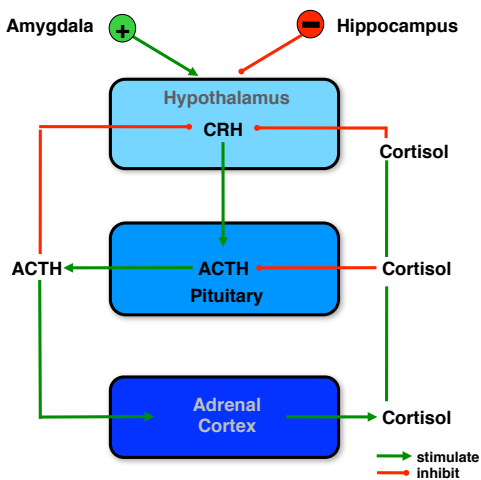 Amygdala
+
−
Hippocampus
Hypothalamus
CRH
Cortisol
ACTH
ACTH
Cortisol
Pituitary
Adrenal
Cortex
Cortisol
stimulate
inhibit